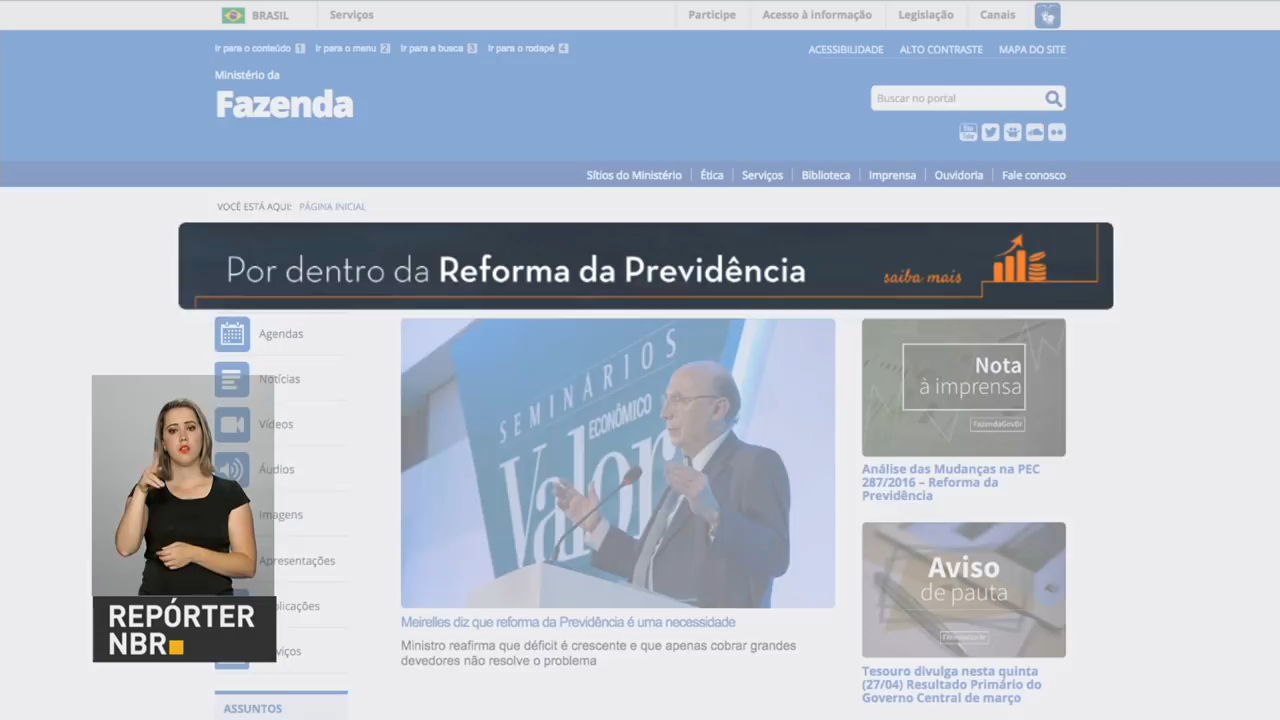 BRASIL
Serviços
Participe
Acesso à informação
Legislação
Canais
Ir para o conteúdo 1
Ir para o menu 2
Ir para a busca 3
Ir para o rodapé 4
ACESSIBILIDADE
ALTO CONTRASTE
MAPA DO SITE
Ministério da
Fazenda
Buscar no portal
Sítios do Ministério
Ética
Serviços
Biblioteca
Imprensa
Ouvidoria
Fale conosco
VOCÊ ESTÁ AQUI: PÁGINA INICIAL
Por dentro da Reforma da Previdência
saiba mais
Agendas
Notícias
Vídeos
Áudios
Imagens
Apresentações
ASSUNTOS
SEMINÁRIOS
Valor
ECONÔMICO
Meirelles diz que reforma da Previdência é uma necessidade
Ministro reafirma que déficit é crescente e que apenas cobrar grandes
devedores não resolve o problema
Nota
à imprensa
FazendaGovBr
Análise das Mudanças na PEC
287/2016 – Reforma da
Previdência
Aviso
de pauta
Tesouro divulga nesta quinta
(27/04) Resultado Primário do
Governo Central de março
REPÓRTER
NBR